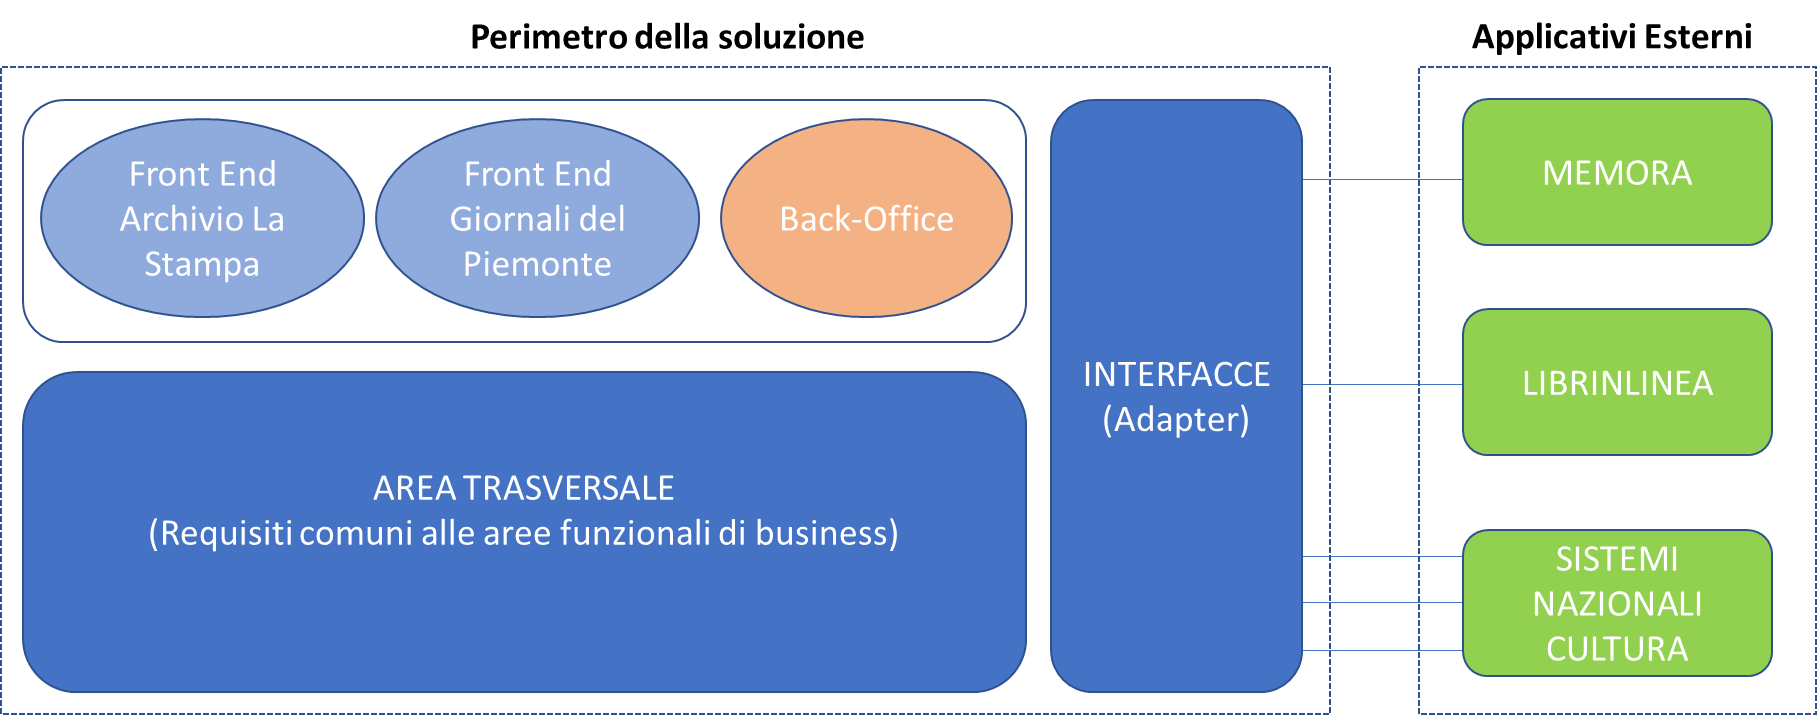 Perimetro della soluzione
Applicativi Esterni
Front End
Archivio La
Stampa
Front End
Giornali del
Piemonte
Back-Office
INTERFACCE
(Adapter)
AREA TRASVERSALE
(Requisiti comuni alle aree funzionali di business)
MEMORA
LIBRINLINEA
SISTEMI
NAZIONALI
CULTURA